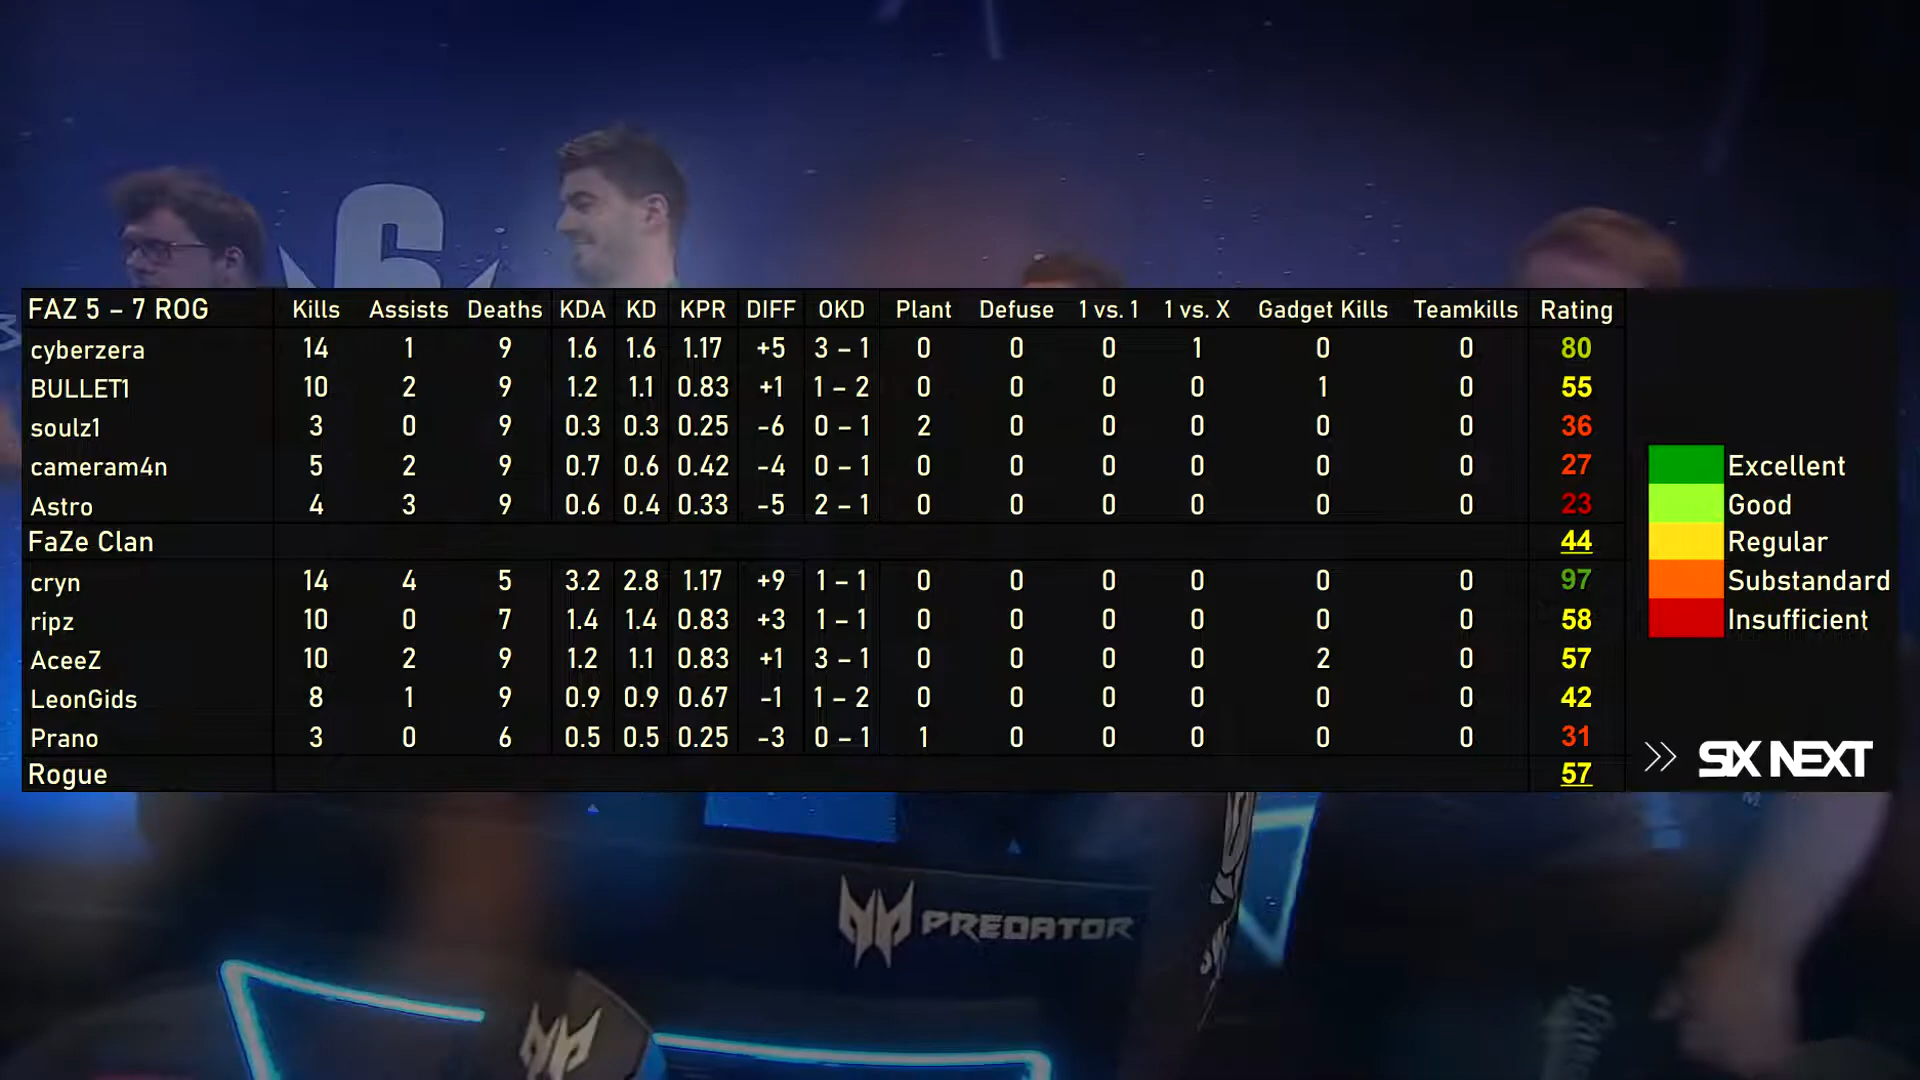 FAZ 5 – 7 ROG Kills Assists Deaths KDA KD KPR DIFF OKD Plant Defuse 1 vs. 1 1 vs. X Gadget Kills Teamkills Rating
cyberzera 14 1 9 1.6 1.6 1.17 +5 3 – 1 0 0 0 1 0 0 80
BULLET1 10 2 9 1.2 1.1 0.83 +1 1 – 2 0 0 0 0 1 0 55
soulz1 3 0 9 0.3 0.3 0.25 -6 0 – 1 2 0 0 0 0 0 36
cameram4n 5 2 9 0.7 0.6 0.42 -4 0 – 1 0 0 0 0 0 0 27
Astro 4 3 9 0.6 0.4 0.33 -5 2 – 1 0 0 0 0 0 0 23
FaZe Clan 44
cryn 14 4 5 3.2 2.8 1.17 +9 1 – 1 0 0 0 0 0 0 97
ripz 10 0 7 1.4 1.4 0.83 +3 1 – 1 0 0 0 0 0 0 58
AceeZ 10 2 9 1.2 1.1 0.83 +1 3 – 1 0 0 0 0 2 0 57
LeonGids 8 1 9 0.9 0.9 0.67 -1 1 – 2 0 0 0 0 0 0 42
Prano 3 0 6 0.5 0.5 0.25 -3 0 – 1 1 0 0 0 0 0 31
Rogue 57
Excellent
Good
Regular
Substandard
Insufficient
SIX NEXT
PREDATOR